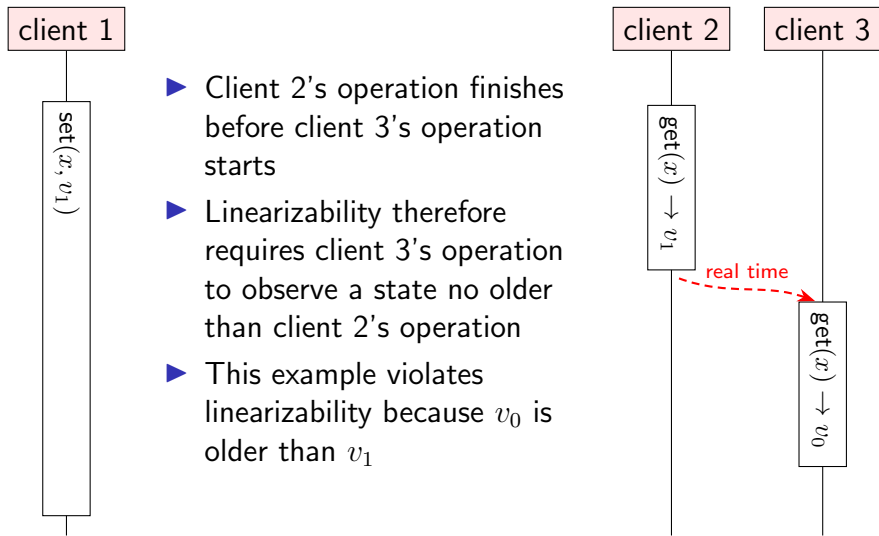 client 1
client 2
client 3
set(x, v₁)
▶ Client 2's operation finishes
before client 3's operation
starts
▶ Linearizability therefore
requires client 3's operation
to observe a state no older
than client 2's operation
▶ This example violates
linearizability because v₀ is
older than v₁
get(x) → v₁
real time
get(x) → v₀